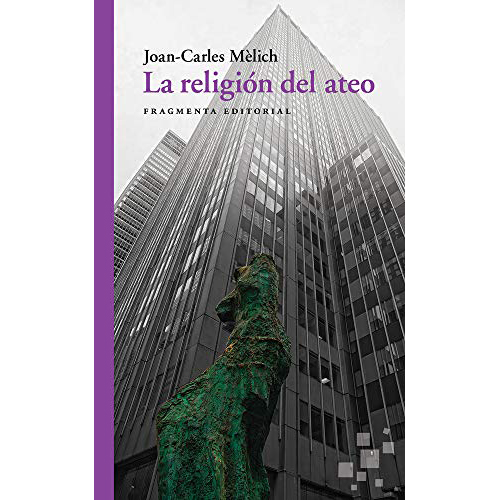 Joan-Carles Mèlich
La religión del ateo
FRAGMENTA EDITORIAL